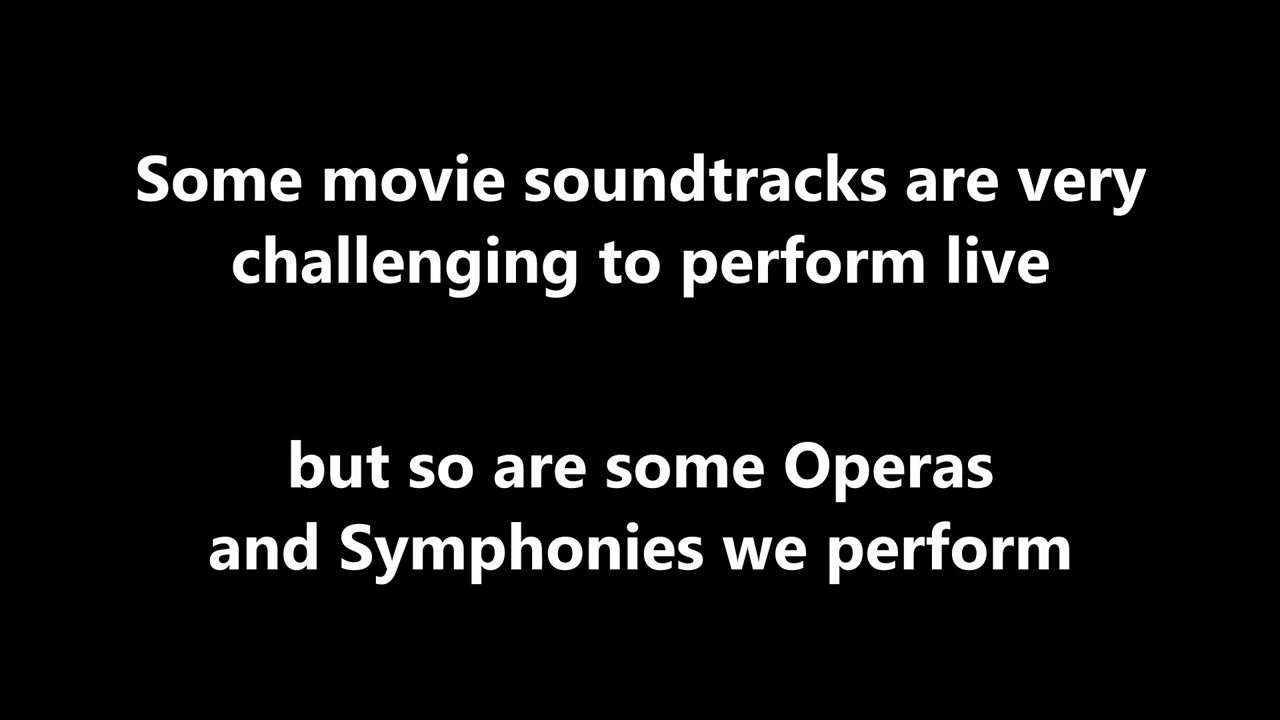 Some movie soundtracks are very
challenging to perform live
but so are some Operas
and Symphonies we perform